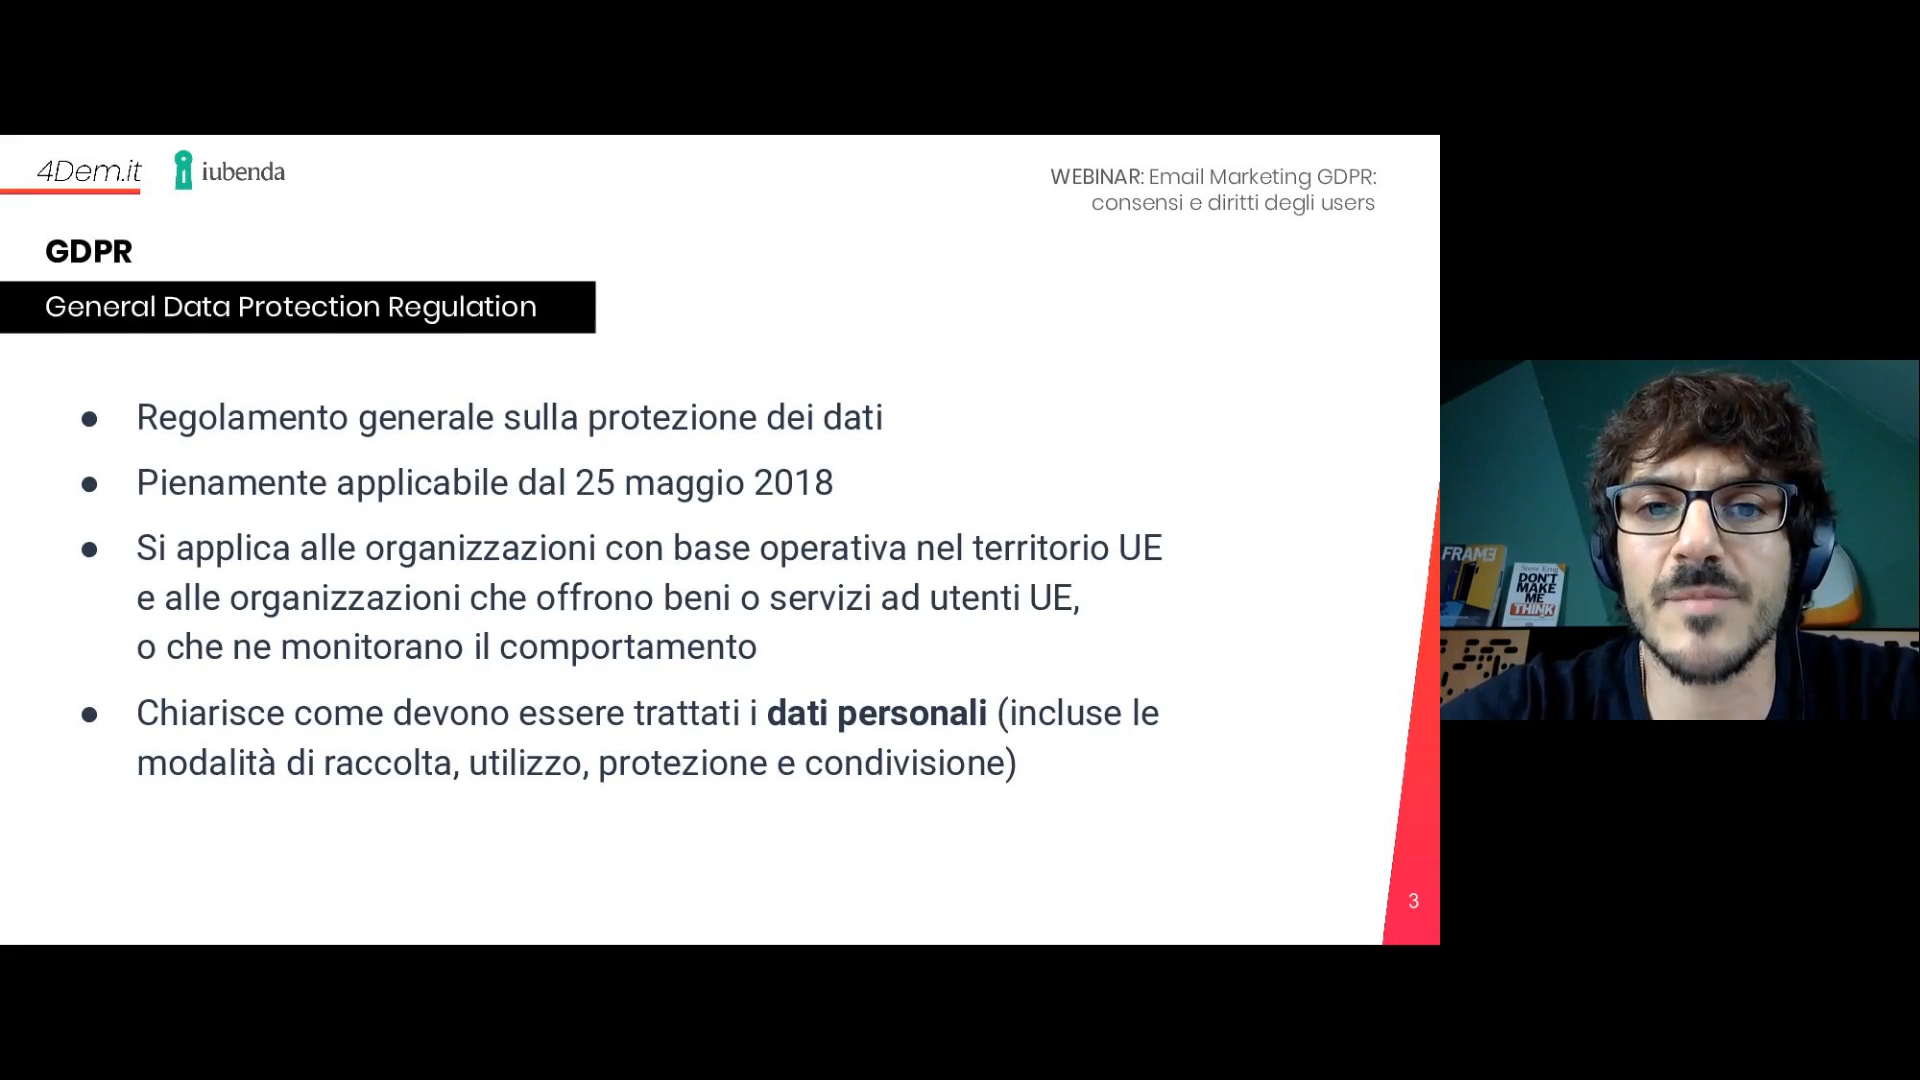 4Dem.it
iubenda
WEBINAR: Email Marketing GDPR:
consensi e diritti degli users
GDPR
General Data Protection Regulation
● Regolamento generale sulla protezione dei dati
● Pienamente applicabile dal 25 maggio 2018
● Si applica alle organizzazioni con base operativa nel territorio UE
e alle organizzazioni che offrono beni o servizi ad utenti UE,
o che ne monitorano il comportamento
● Chiarisce come devono essere trattati i dati personali (incluse le
modalità di raccolta, utilizzo, protezione e condivisione)
3
FRAME
Steve Krug
DON'T
MAKE
ME
THINK